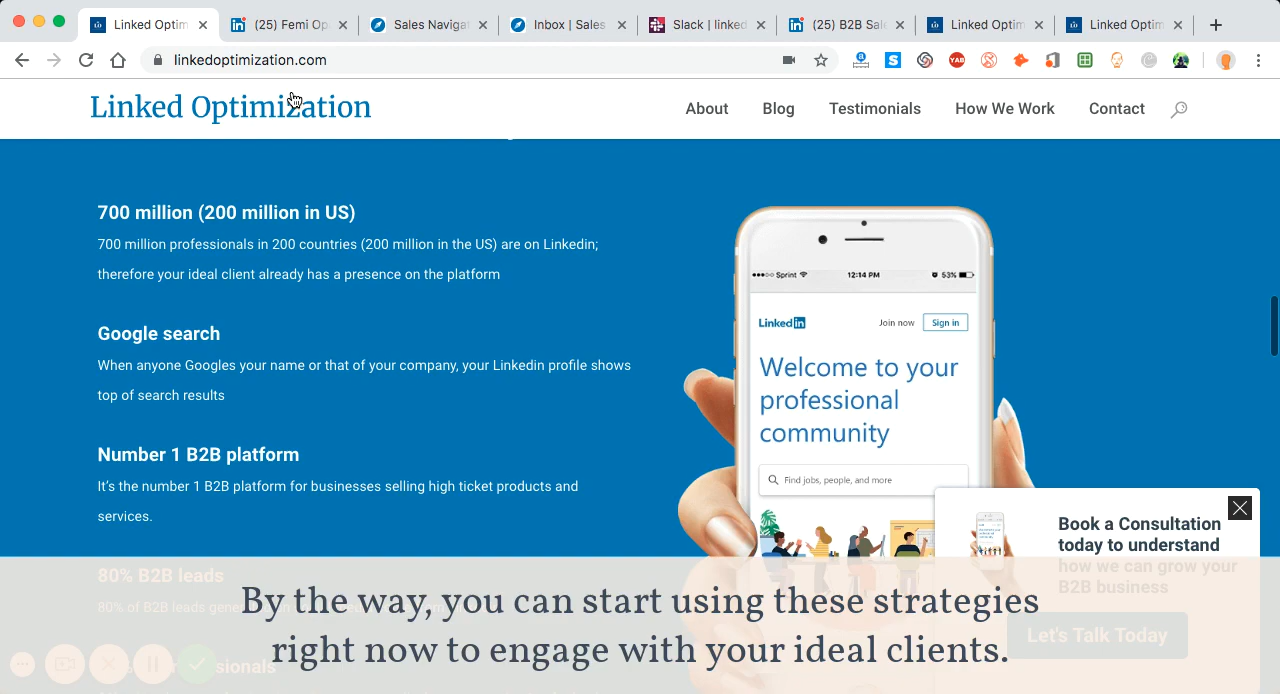 Linked Optim
(25) Femi Op
Sales Navigat
Inbox | Sales
Slack | linked
(25) B2B Sale
Linked Optim
Linked Optim
linkedoptimization.com
YAB
Linked Optimization
About
Blog
Testimonials
How We Work
Contact
700 million (200 million in US)
700 million professionals in 200 countries (200 million in the US) are on Linkedin;
therefore your ideal client already has a presence on the platform
Google search
When anyone Googles your name or that of your company, your Linkedin profile shows
top of search results
Number 1 B2B platform
It's the number 1 B2B platform for businesses selling high ticket products and
services.
80% B2B leads
80% of B2B leads gene
sionals
Sprint 12:14 PM 53%
Linked in Join now Sign in
Welcome to your
professional
community
Find jobs, people, and more
Book a Consultation
today to understand
how we can grow your
B2B business
Let's Talk Today
By the way, you can start using these strategies
right now to engage with your ideal clients.